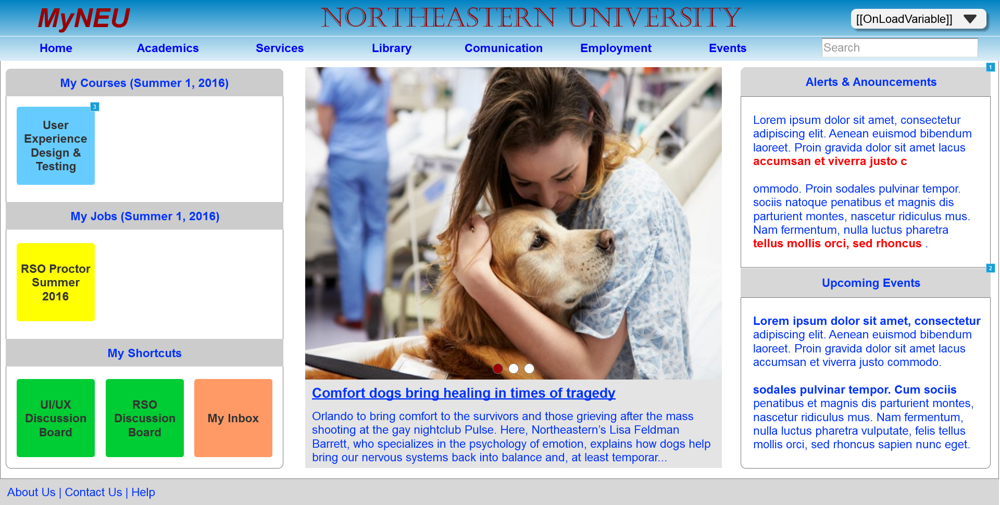 MyNEU
NORTHEASTERN UNIVERSITY
[[OnLoadVariable]]
Home
Academics
Services
Library
Comunication
Employment
Events
Search
My Courses (Summer 1, 2016)
3
User
Experience
Design &
Testing
My Jobs (Summer 1, 2016)
RSO Proctor
Summer
2016
My Shortcuts
UI/UX
Discussion
Board
RSO
Discussion
Board
My Inbox
Comfort dogs bring healing in times of tragedy
Orlando to bring comfort to the survivors and those grieving after the mass
shooting at the gay nightclub Pulse. Here, Northeastern’s Lisa Feldman
Barrett, who specializes in the psychology of emotion, explains how dogs help
bring our nervous systems back into balance and, at least temporar...
1
Alerts & Anouncements
Lorem ipsum dolor sit amet, consectetur
adipiscing elit. Aenean euismod bibendum
laoreet. Proin gravida dolor sit amet lacus
accumsan et viverra justo c
ommodo. Proin sodales pulvinar tempor.
sociis natoque penatibus et magnis dis
parturient montes, nascetur ridiculus mus.
Nam fermentum, nulla luctus pharetra
tellus mollis orci, sed rhoncus .
2
Upcoming Events
Lorem ipsum dolor sit amet, consectetur
adipiscing elit. Aenean euismod bibendum
laoreet. Proin gravida dolor sit amet lacus
accumsan et viverra justo commodo.
sodales pulvinar tempor. Cum sociis
penatibus et magnis dis parturient montes,
nascetur ridiculus mus. Nam fermentum,
nulla luctus pharetra vulputate, felis tellus
mollis orci, sed rhoncus sapien nunc eget.
About Us | Contact Us | Help